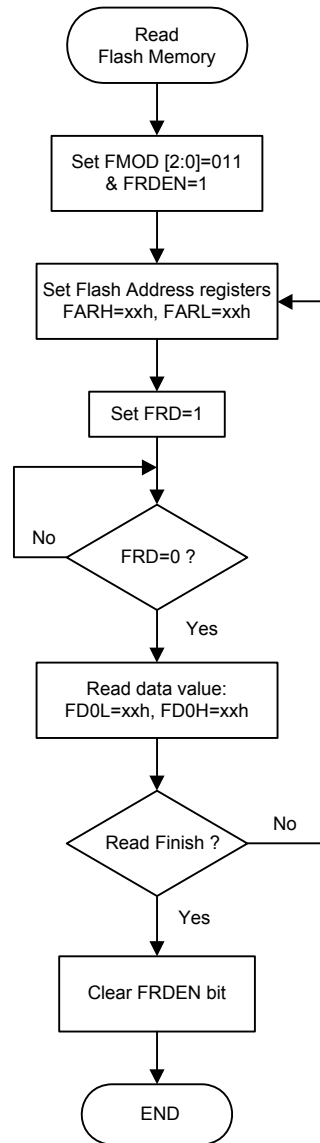 Read
Flash Memory
Set FMOD [2:0]=011
& FRDEN=1
Set Flash Address registers
FARH=xxh, FARL=xxh
Set FRD=1
No
FRD=0 ?
Yes
Read data value:
FD0L=xxh, FD0H=xxh
Read Finish ?
No
Yes
Clear FRDEN bit
END